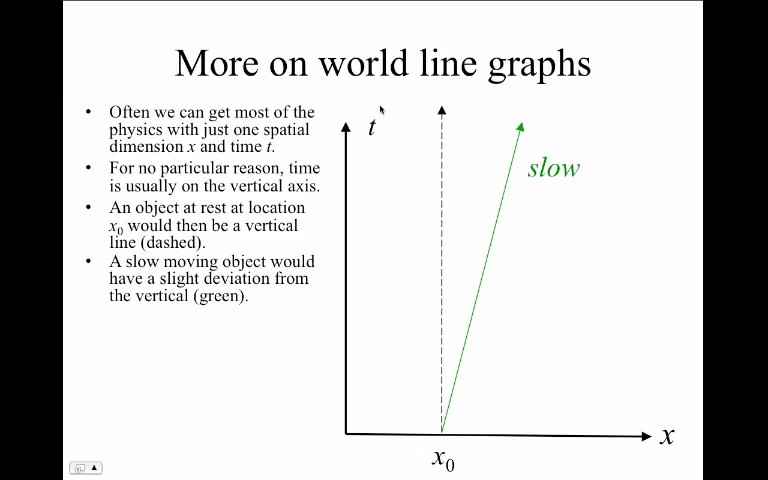 More on world line graphs
• Often we can get most of the
physics with just one spatial
dimension x and time t.
• For no particular reason, time
is usually on the vertical axis.
• An object at rest at location
x₀ would then be a vertical
line (dashed).
• A slow moving object would
have a slight deviation from
the vertical (green).
t
slow
x
x₀